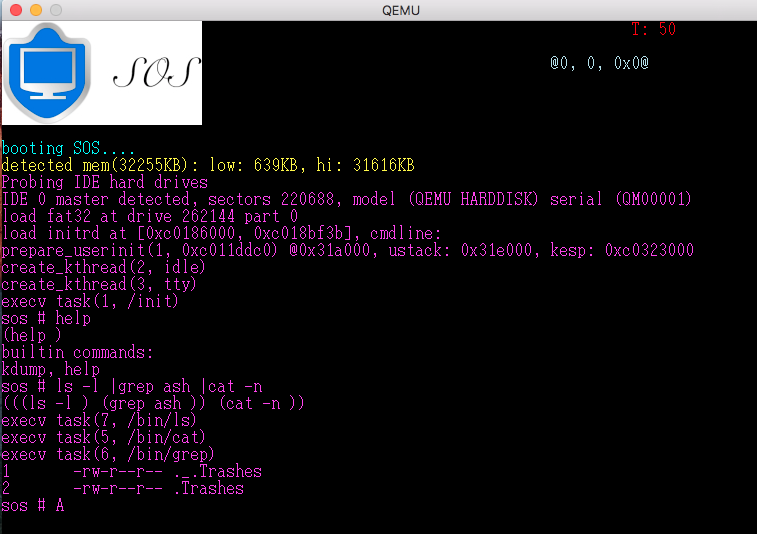 QEMU
T: 50
SOS
@0, 0, 0x0@
booting SOS....
detected mem(32255KB): low: 639KB, hi: 31616KB
Probing IDE hard drives
IDE 0 master detected, sectors 220688, model (QEMU HARDDISK) serial (QM00001)
load fat32 at drive 262144 part 0
load initrd at [0xc0186000, 0xc018bf3b], cmdline:
prepare_userinit(1, 0xc011ddc0) @0x31a000, ustack: 0x31e000, kesp: 0xc0323000
create_kthread(2, idle)
create_kthread(3, tty)
execv task(1, /init)
sos # help
(help )
builtin commands:
kdump, help
sos # ls -l |grep ash |cat -n
(((ls -l ) (grep ash )) (cat -n ))
execv task(7, /bin/ls)
execv task(5, /bin/cat)
execv task(6, /bin/grep)
1 -rw-r--r-- ._.Trashes
2 -rw-r--r-- .Trashes
sos # A